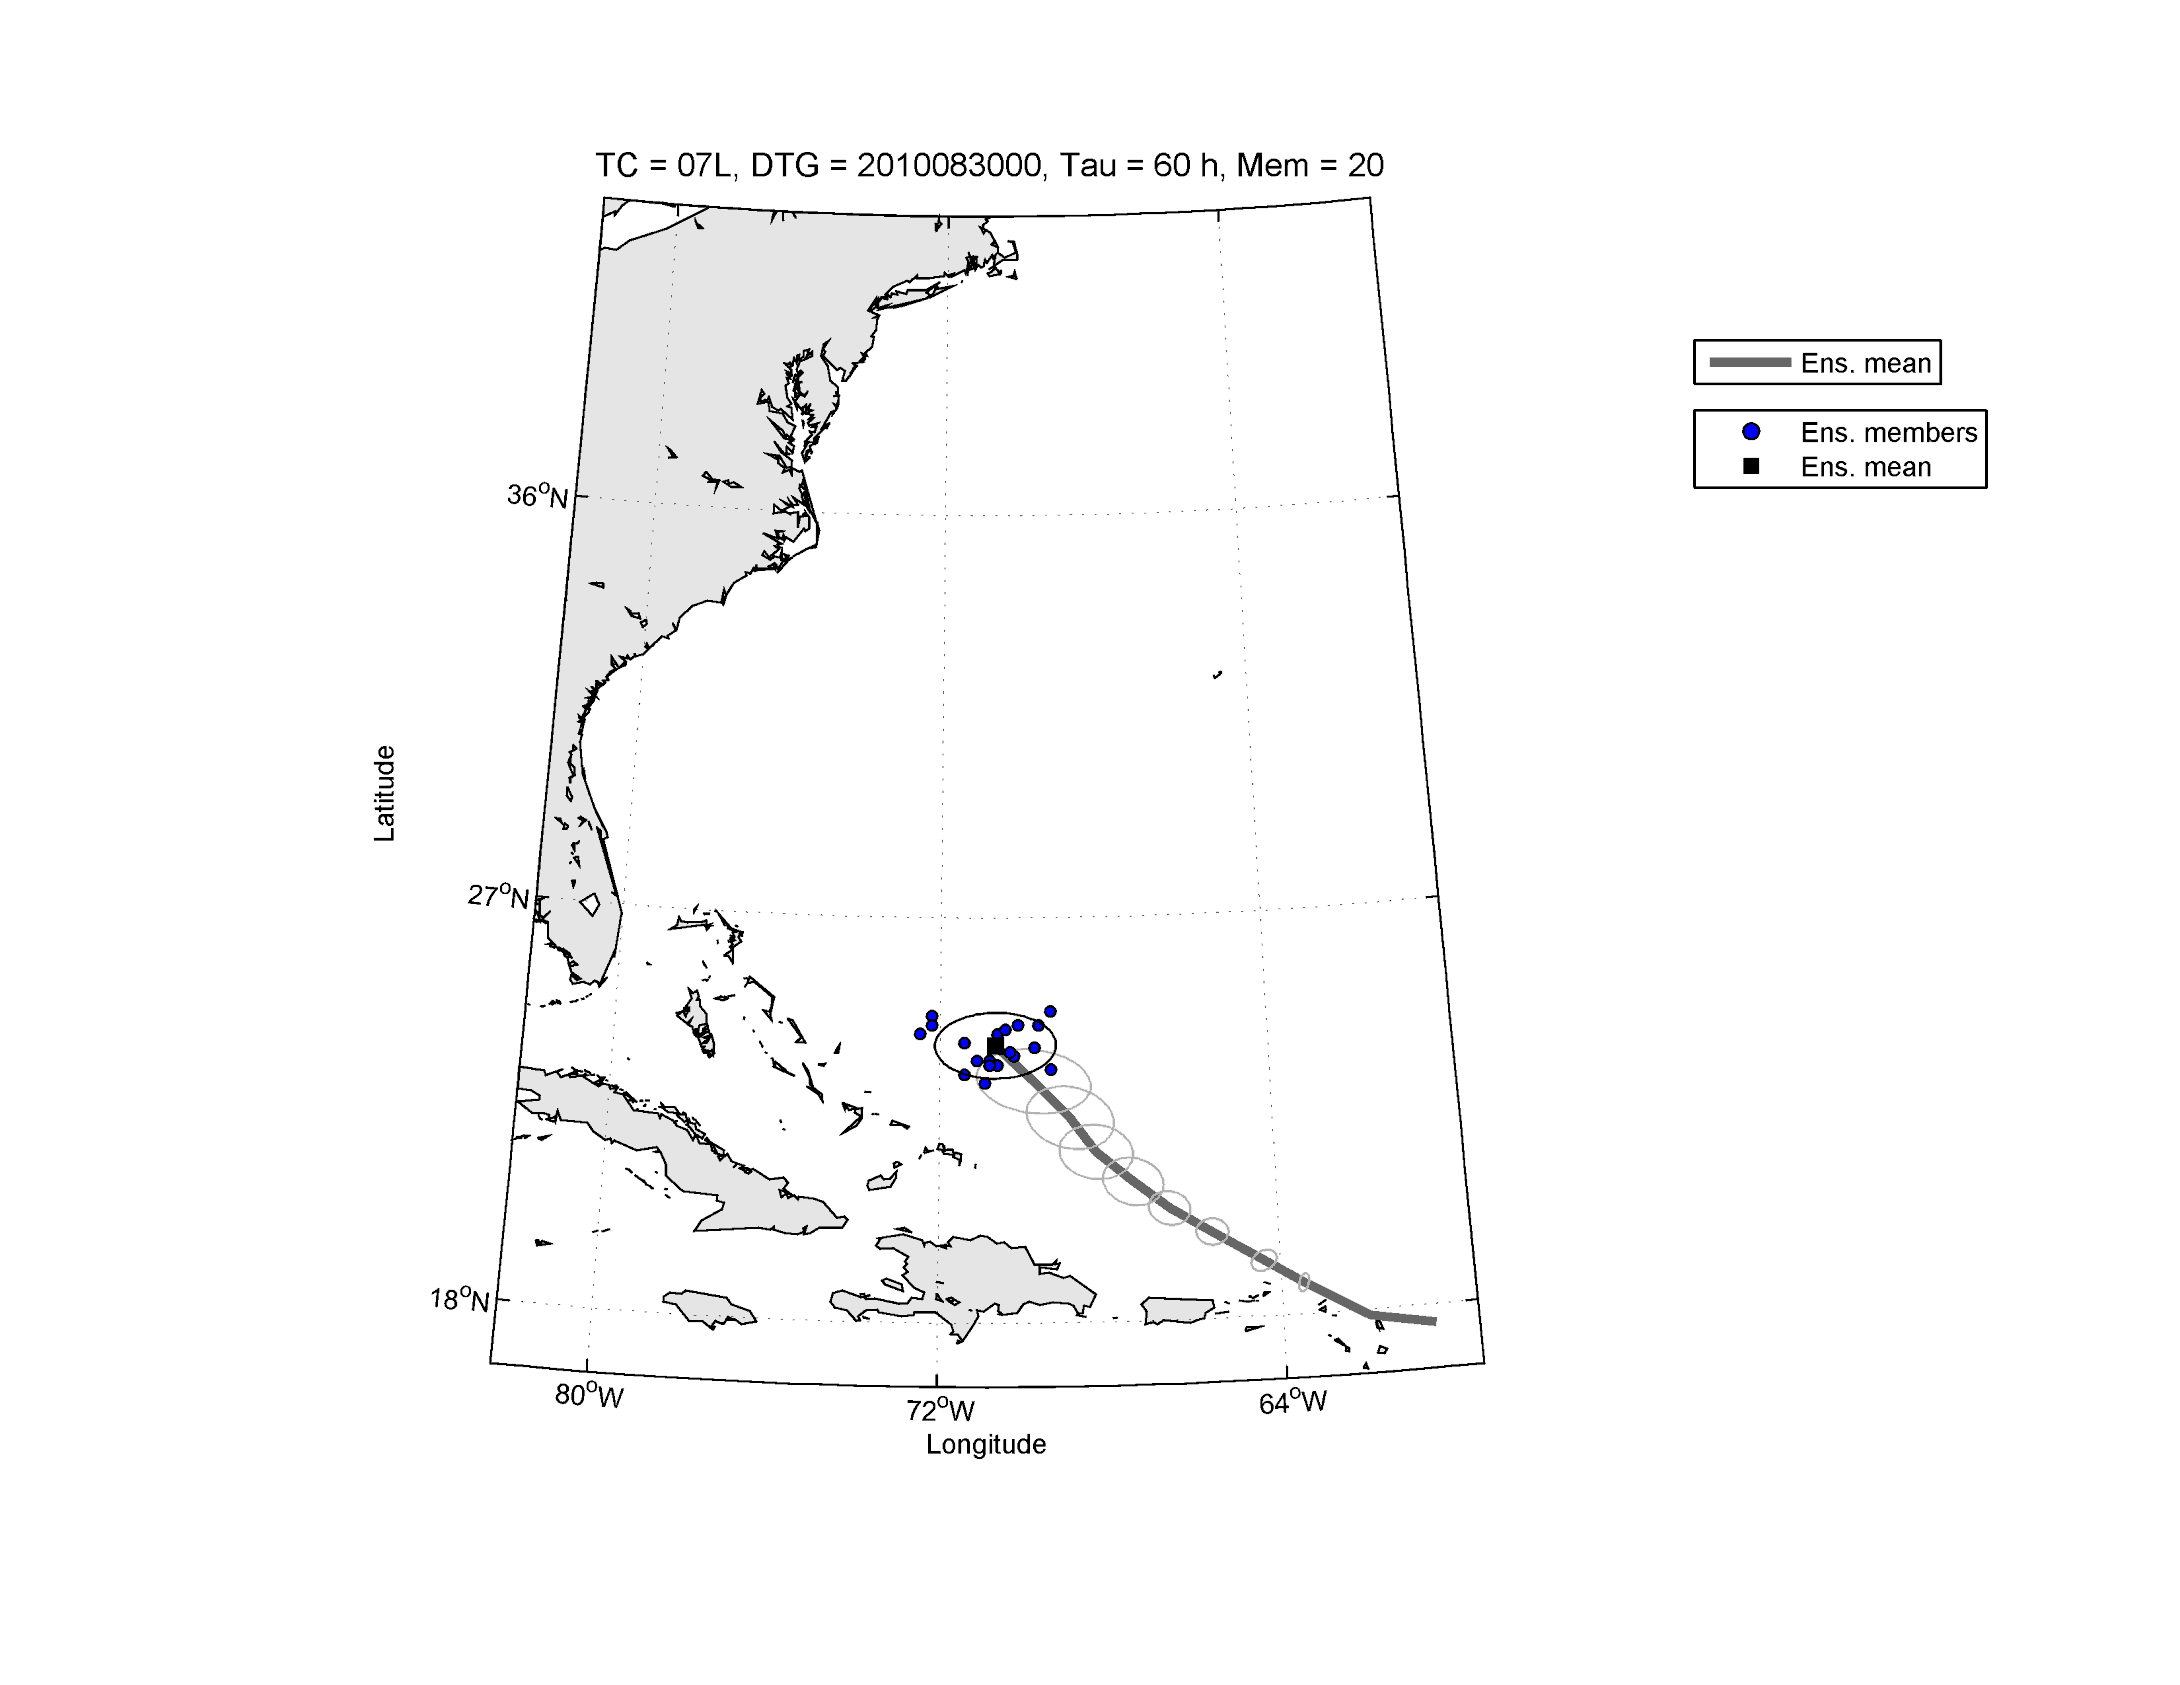 TC = 07L, DTG = 2010083000, Tau = 60 h, Mem = 20
Ens. mean
Ens. members
Ens. mean
36°N
27°N
18°N
Latitude
80°W
72°W
64°W
Longitude